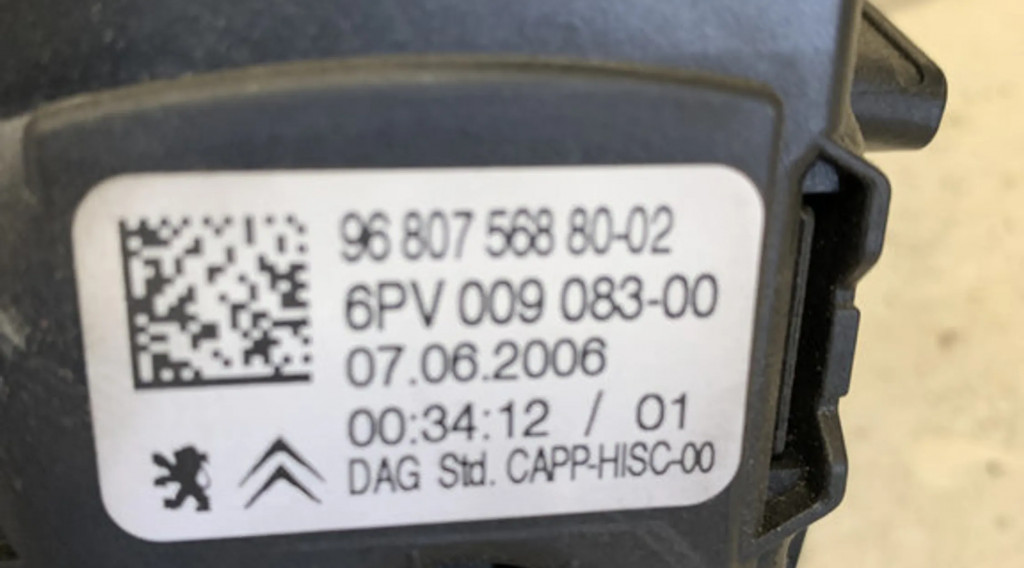 96 807 568 80-02
6PV 009 083-00
07.06.2006
00:34:12 / 01
DAG Std. CAPP-HISC-00